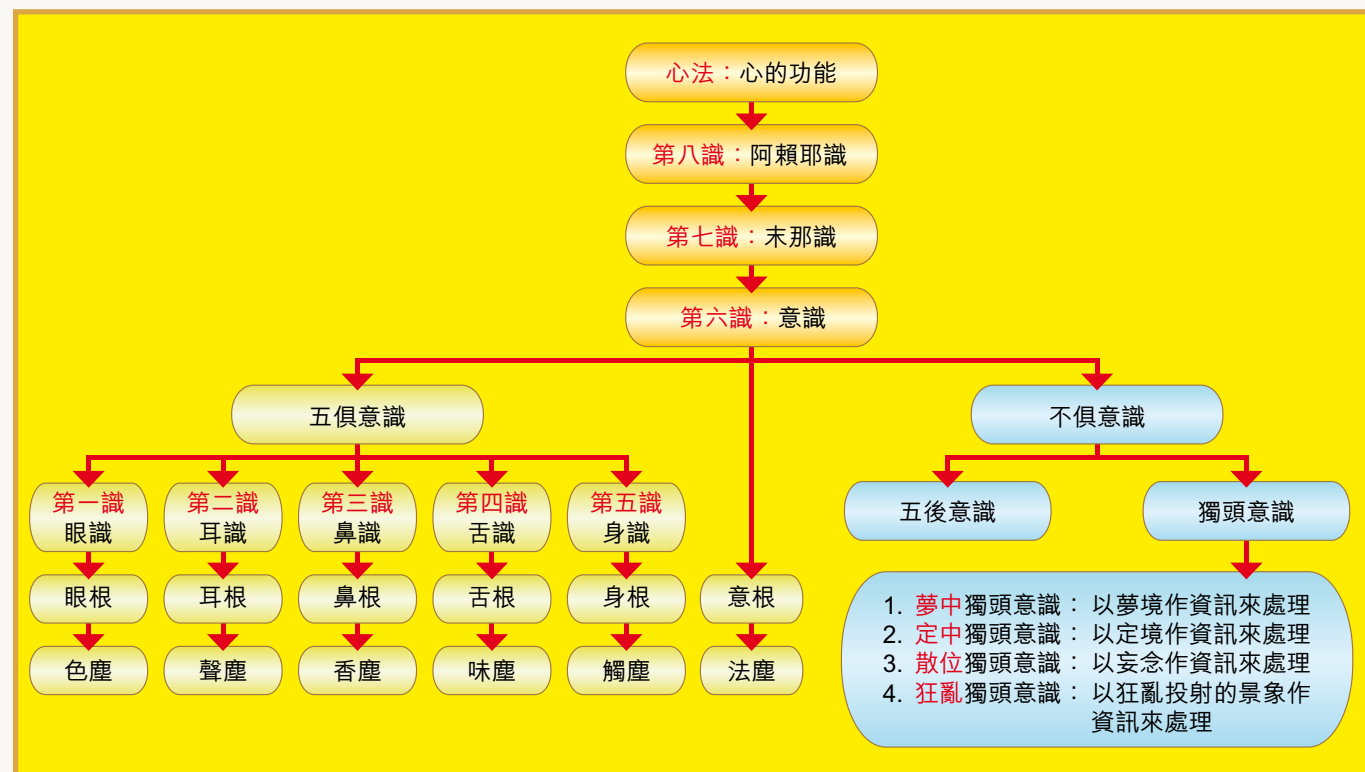 心法：心的功能
第八識：阿賴耶識
第七識：末那識
第六識：意識
五俱意識
不俱意識
第一識
眼識
第二識
耳識
第三識
鼻識
第四識
舌識
第五識
身識
五後意識
獨頭意識
眼根
耳根
鼻根
舌根
身根
意根
色塵
聲塵
香塵
味塵
觸塵
法塵
1. 夢中獨頭意識：以夢境作資訊來處理
2. 定中獨頭意識：以定境作資訊來處理
3. 散位獨頭意識：以妄念作資訊來處理
4. 狂亂獨頭意識：以狂亂投射的景象作
資訊來處理